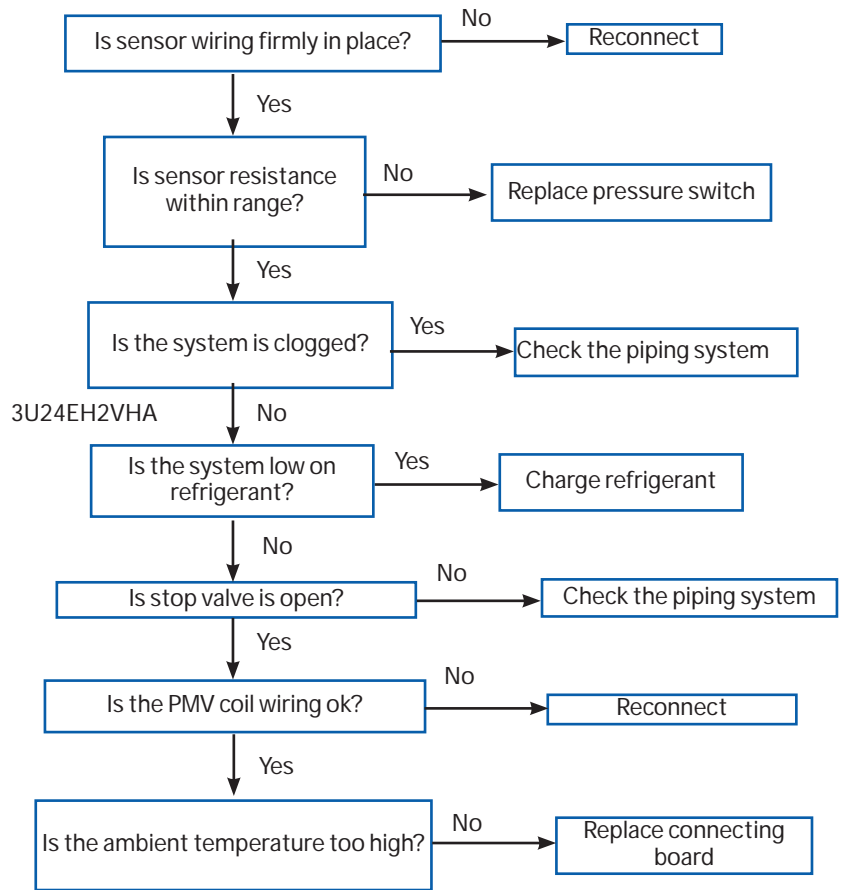 Is sensor wiring firmly in place?
No
Reconnect
Yes
Is sensor resistance
within range?
No
Replace pressure switch
Yes
Is the system is clogged?
Yes
Check the piping system
3U24EH2VHA
No
Is the system low on
refrigerant?
Yes
Charge refrigerant
No
Is stop valve is open?
No
Check the piping system
Yes
Is the PMV coil wiring ok?
No
Reconnect
Yes
Is the ambient temperature too high?
No
Replace connecting
board